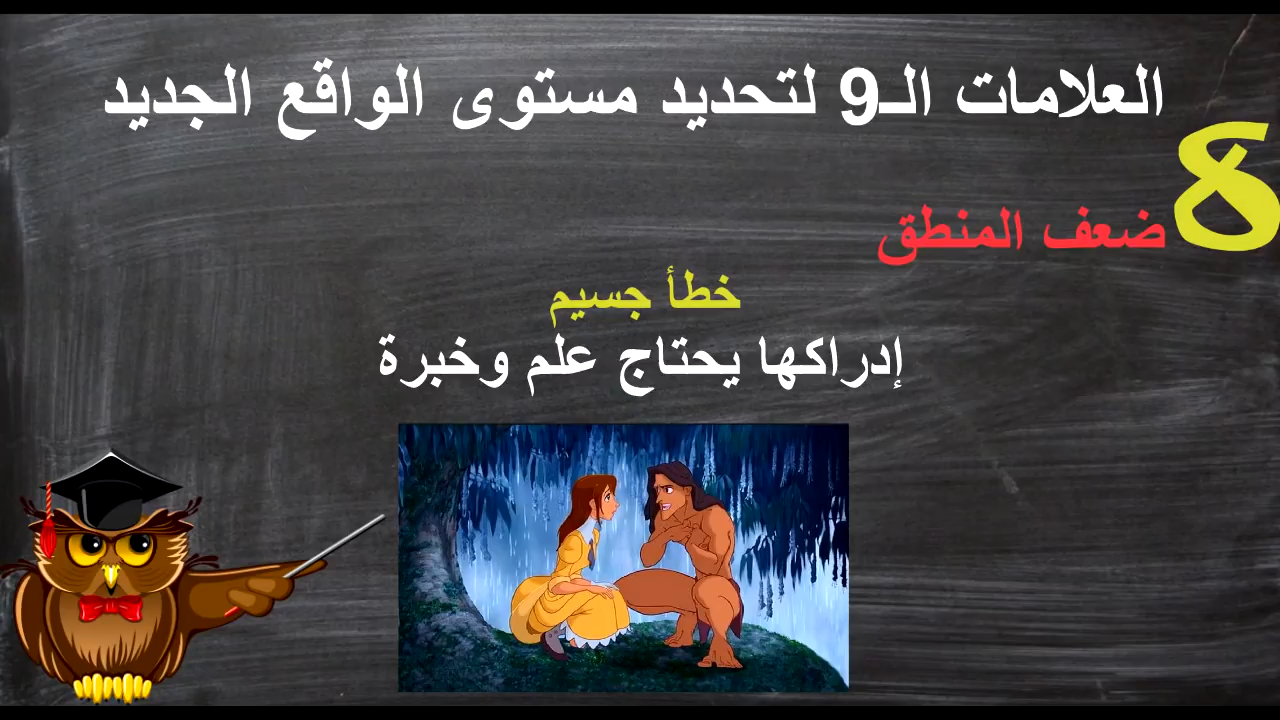 العلامات الـ9 لتحديد مستوى الواقع الجديد
8
ضعف المنطق
خطأ جسيم
إدراكها يحتاج علم وخبرة